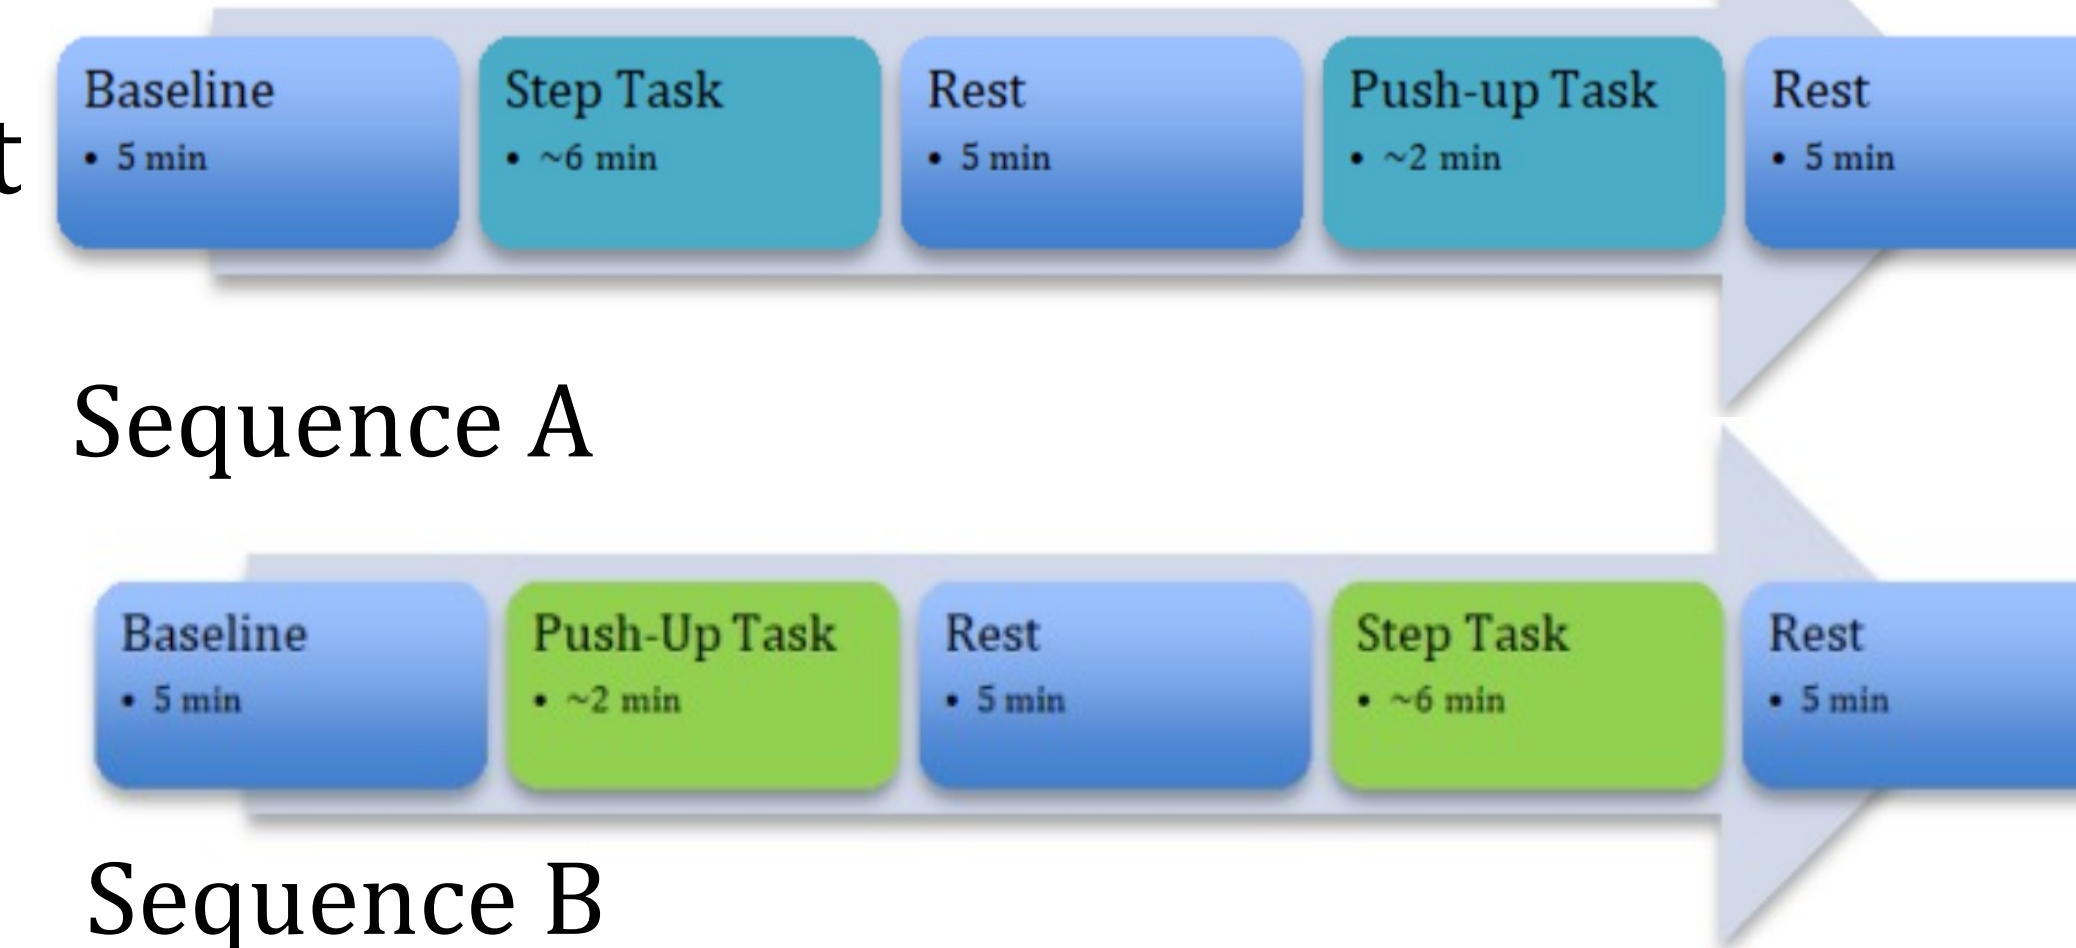 t
Baseline
• 5 min
Step Task
• ~6 min
Rest
• 5 min
Push-up Task
• ~2 min
Rest
• 5 min
Sequence A
Baseline
• 5 min
Push-Up Task
• ~2 min
Rest
• 5 min
Step Task
• ~6 min
Rest
• 5 min
Sequence B